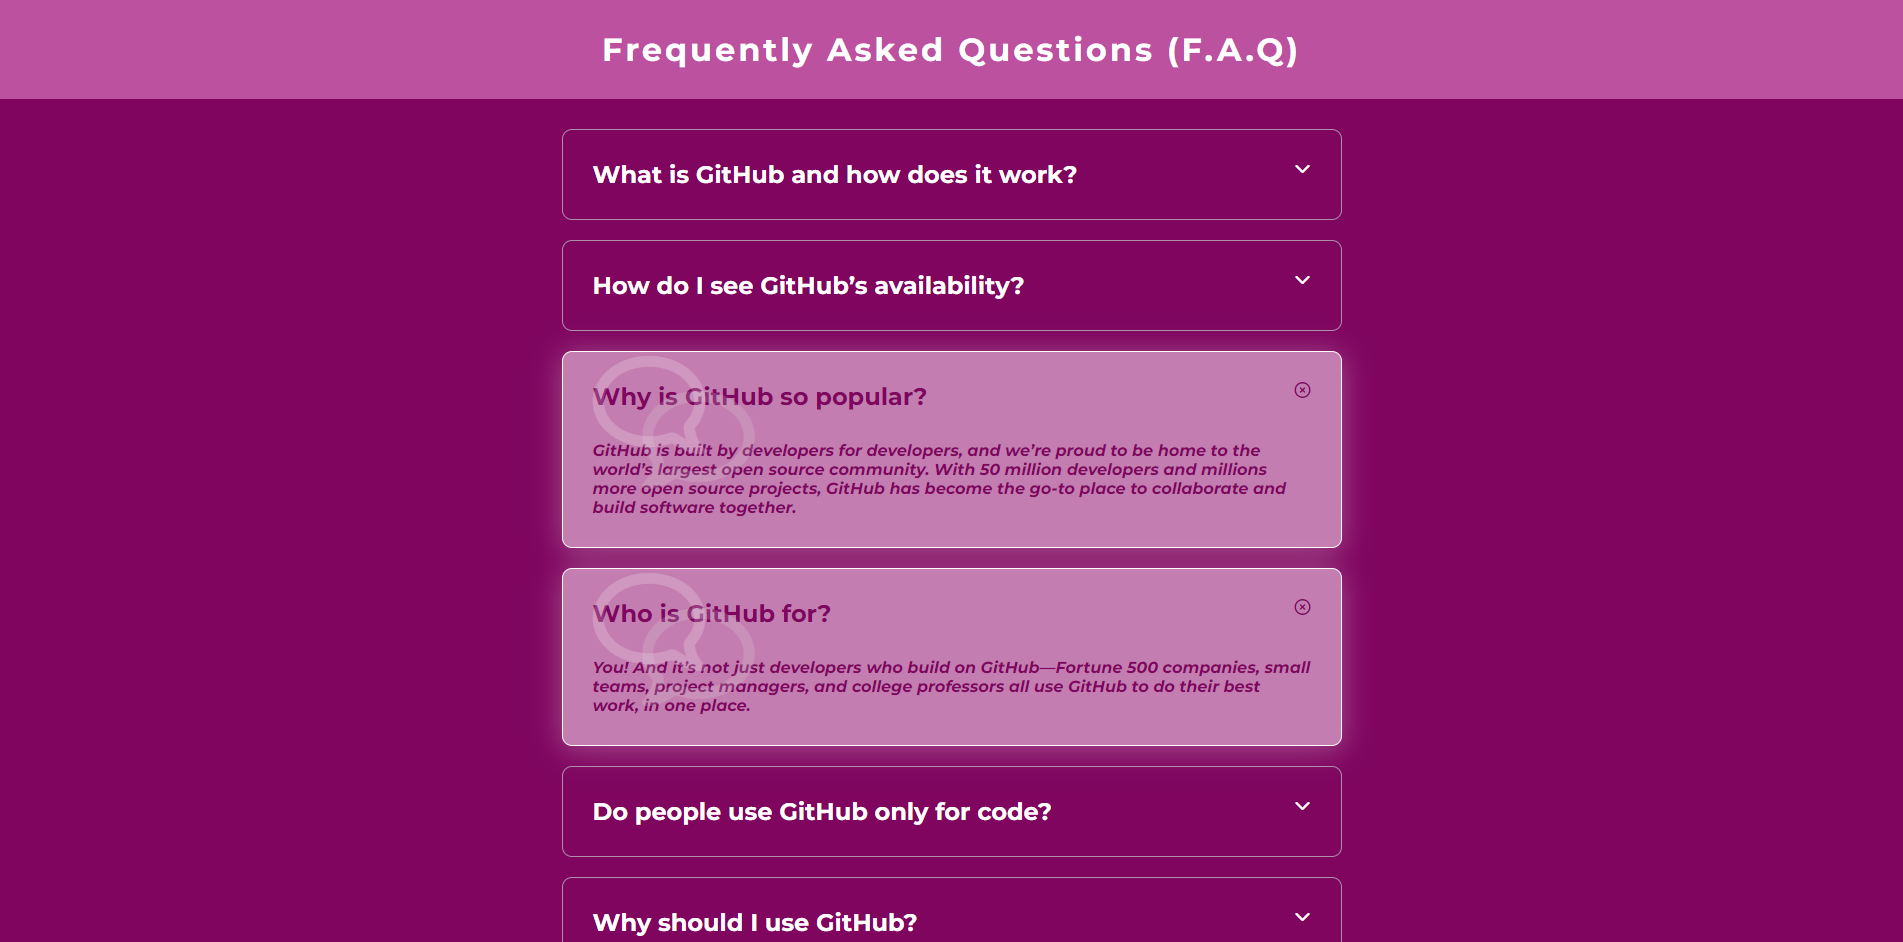 Frequently Asked Questions (F.A.Q)
What is GitHub and how does it work?
How do I see GitHub’s availability?
Why is GitHub so popular?
GitHub is built by developers for developers, and we’re proud to be home to the
world’s largest open source community. With 50 million developers and millions
more open source projects, GitHub has become the go-to place to collaborate and
build software together.
Who is GitHub for?
You! And it’s not just developers who build on GitHub—Fortune 500 companies, small
teams, project managers, and college professors all use GitHub to do their best
work, in one place.
Do people use GitHub only for code?
Why should I use GitHub?